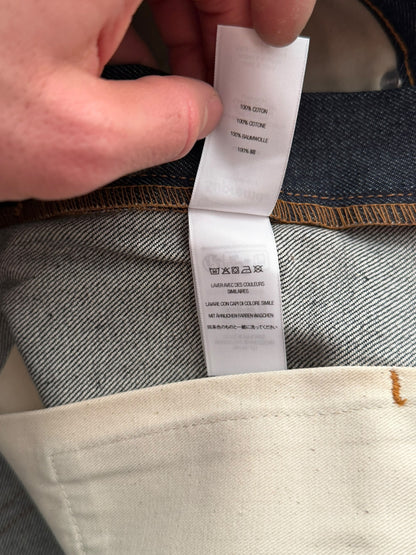 100% COTON
100% COTONE
100% BAUMWOLLE
100% 綿
LAVER AVEC DES COULEURS
SIMILAIRES
LAVARE CON CAPI DI COLORE SIMILE
MIT ÄHNLICHEN FARBEN WASCHEN
同系色のものと一緒に洗ってください